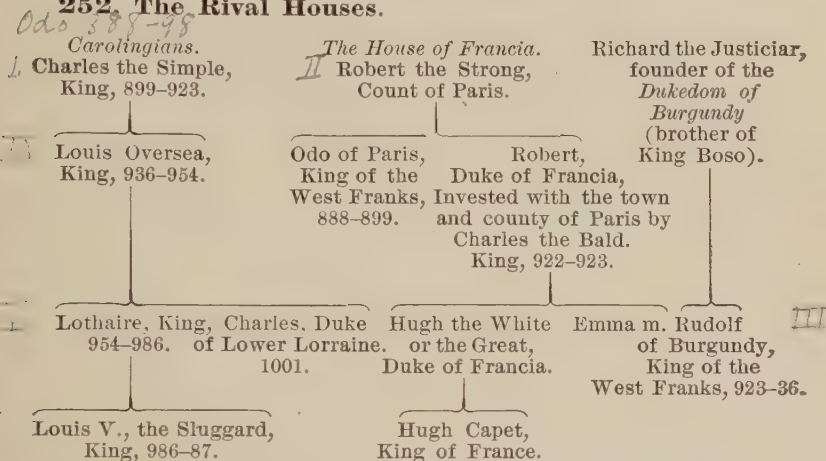 252. The Rival Houses.
Odo 888-98
Carolingians.
I. Charles the Simple,
King, 899–923.
The House of Francia.
II Robert the Strong,
Count of Paris.
Richard the Justiciar,
founder of the
Dukedom of
Burgundy
(brother of
King Boso).
Louis Oversea,
King, 936–954.
Odo of Paris,
King of the
West Franks,
888–899.
Robert,
Duke of Francia,
Invested with the town
and county of Paris by
Charles the Bald.
King, 922–923.
Lothaire, King,
954–986.
Charles, Duke
of Lower Lorraine.
1001.
Hugh the White
or the Great,
Duke of Francia.
Emma m. Rudolf
of Burgundy,
King of the
West Franks, 923–36.
III
Louis V., the Sluggard,
King, 986–87.
Hugh Capet,
King of France.